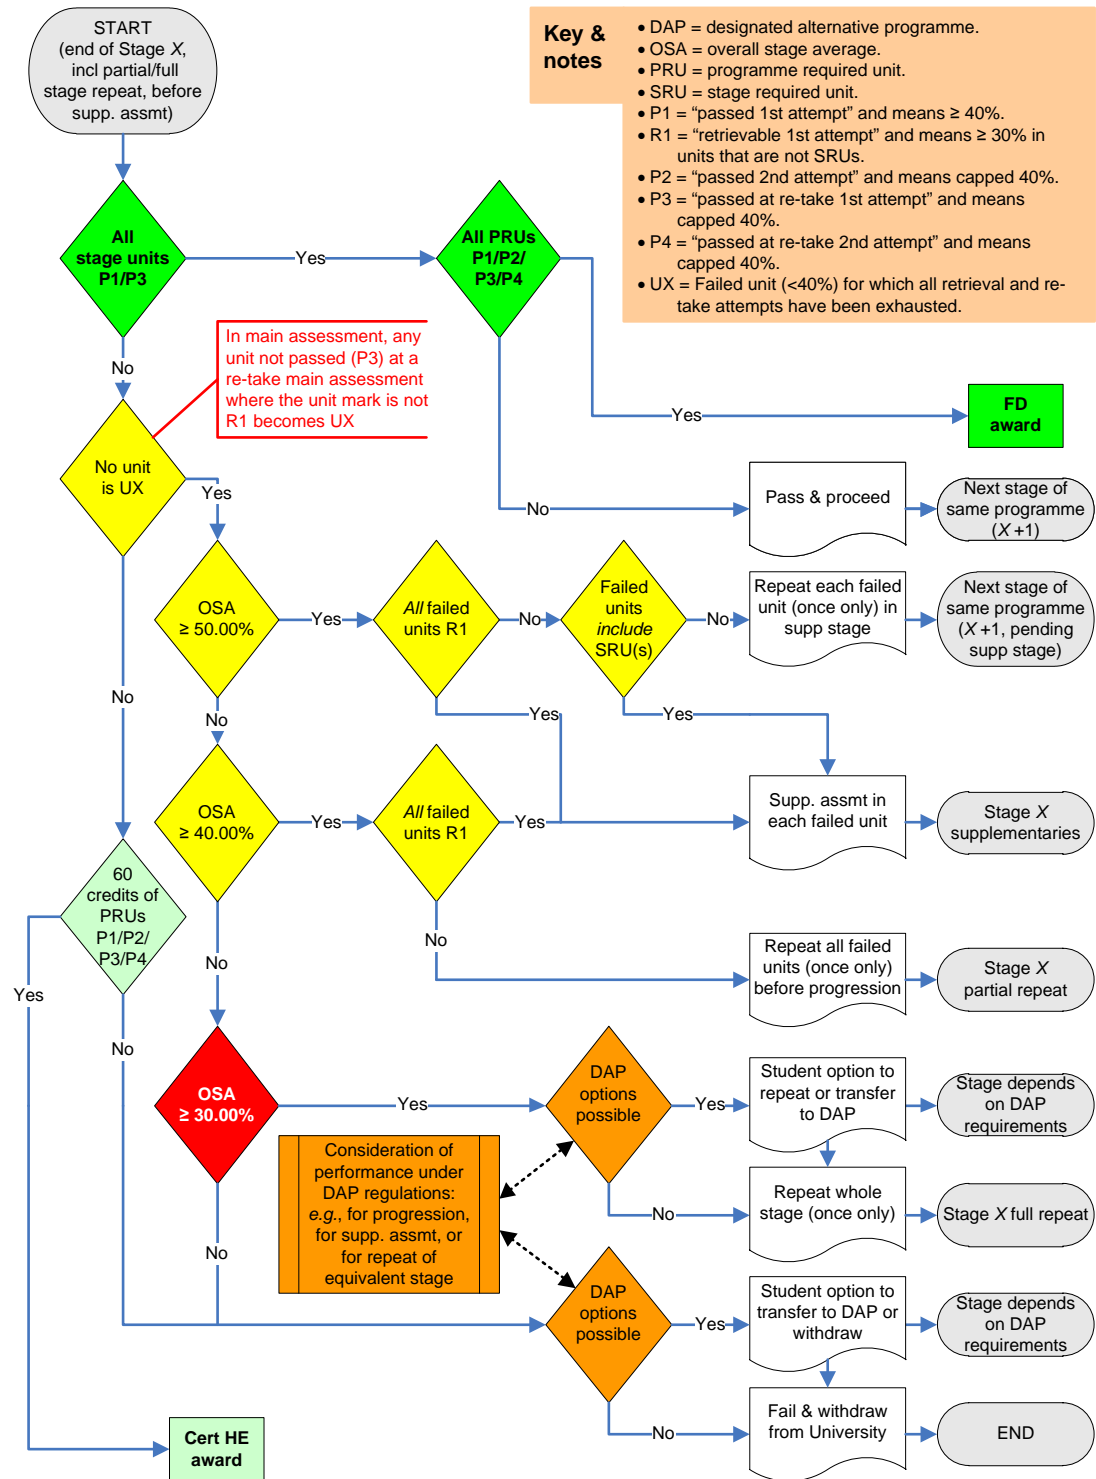 START
(end of Stage X,
incl partial/full
stage repeat, before
supp. assmt)
Key &
notes
• DAP = designated alternative programme.
• OSA = overall stage average.
• PRU = programme required unit.
• SRU = stage required unit.
• P1 = “passed 1st attempt” and means ≥ 40%.
• R1 = “retrievable 1st attempt” and means ≥ 30% in
units that are not SRUs.
• P2 = “passed 2nd attempt” and means capped 40%.
• P3 = “passed at re-take 1st attempt” and means
capped 40%.
• P4 = “passed at re-take 2nd attempt” and means
capped 40%.
• UX = Failed unit (<40%) for which all retrieval and re-
take attempts have been exhausted.
All
stage units
P1/P3
Yes
All PRUs
P1/P2/
P3/P4
No
In main assessment, any
unit not passed (P3) at a
re-take main assessment
where the unit mark is not
R1 becomes UX
Yes
FD
award
No unit
is UX
Yes
No
Pass & proceed
Next stage of
same programme
(X +1)
OSA
≥ 50.00%
Yes
All failed
units R1
No
Failed
units
include
SRU(s)
No
Repeat each failed
unit (once only) in
supp stage
Next stage of
same programme
(X +1, pending
supp stage)
No
No
Yes
Yes
OSA
≥ 40.00%
Yes
All failed
units R1
Yes
Supp. assmt in
each failed unit
Stage X
supplementaries
60
credits of
PRUs
P1/P2/
P3/P4
No
No
Repeat all failed
units (once only)
before progression
Stage X
partial repeat
Yes
No
OSA
≥ 30.00%
Yes
DAP
options
possible
Yes
Student option to
repeat or transfer
to DAP
Stage depends
on DAP
requirements
Consideration of
performance under
DAP regulations:
e.g., for progression,
for supp. assmt, or
for repeat of
equivalent stage
No
No
Repeat whole
stage (once only)
Stage X full repeat
DAP
options
possible
Yes
Student option to
transfer to DAP or
withdraw
Stage depends
on DAP
requirements
Cert HE
award
No
Fail & withdraw
from University
END